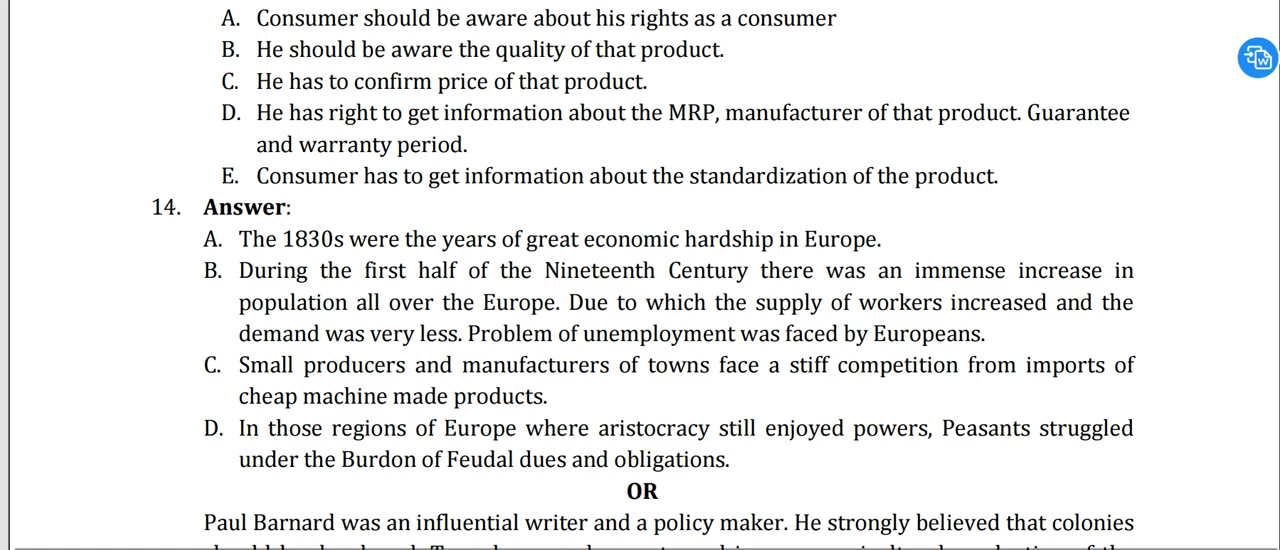 A. Consumer should be aware about his rights as a consumer
B. He should be aware the quality of that product.
C. He has to confirm price of that product.
D. He has right to get information about the MRP, manufacturer of that product. Guarantee
and warranty period.
E. Consumer has to get information about the standardization of the product.
14. Answer:
A. The 1830s were the years of great economic hardship in Europe.
B. During the first half of the Nineteenth Century there was an immense increase in
population all over the Europe. Due to which the supply of workers increased and the
demand was very less. Problem of unemployment was faced by Europeans.
C. Small producers and manufacturers of towns face a stiff competition from imports of
cheap machine made products.
D. In those regions of Europe where aristocracy still enjoyed powers, Peasants struggled
under the Burdon of Feudal dues and obligations.
OR
Paul Barnard was an influential writer and a policy maker. He strongly believed that colonies